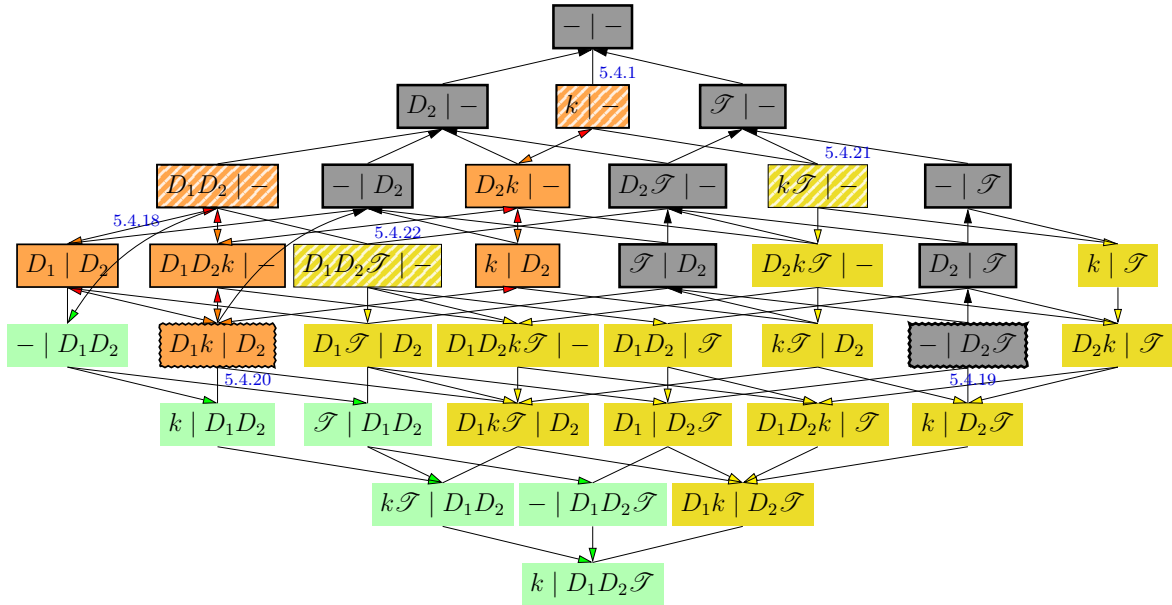 − | −
5.4.1
D₂ | − k | − 𝒯 | −
5.4.21
D₁D₂ | − − | D₂ D₂k | − D₂𝒯 | − k𝒯 | − − | 𝒯
5.4.18 5.4.22
D₁ | D₂ D₁D₂k | − D₁D₂𝒯 | − k | D₂ 𝒯 | D₂ D₂k𝒯 | − D₂ | 𝒯 k | 𝒯
− | D₁D₂ D₁k | D₂ D₁𝒯 | D₂ D₁D₂k𝒯 | − D₁D₂ | 𝒯 k𝒯 | D₂ − | D₂𝒯 D₂k | 𝒯
5.4.20 5.4.19
k | D₁D₂ 𝒯 | D₁D₂ D₁k𝒯 | D₂ D₁ | D₂𝒯 D₁D₂k | 𝒯 k | D₂𝒯
k𝒯 | D₁D₂ − | D₁D₂𝒯 D₁k | D₂𝒯
k | D₁D₂𝒯